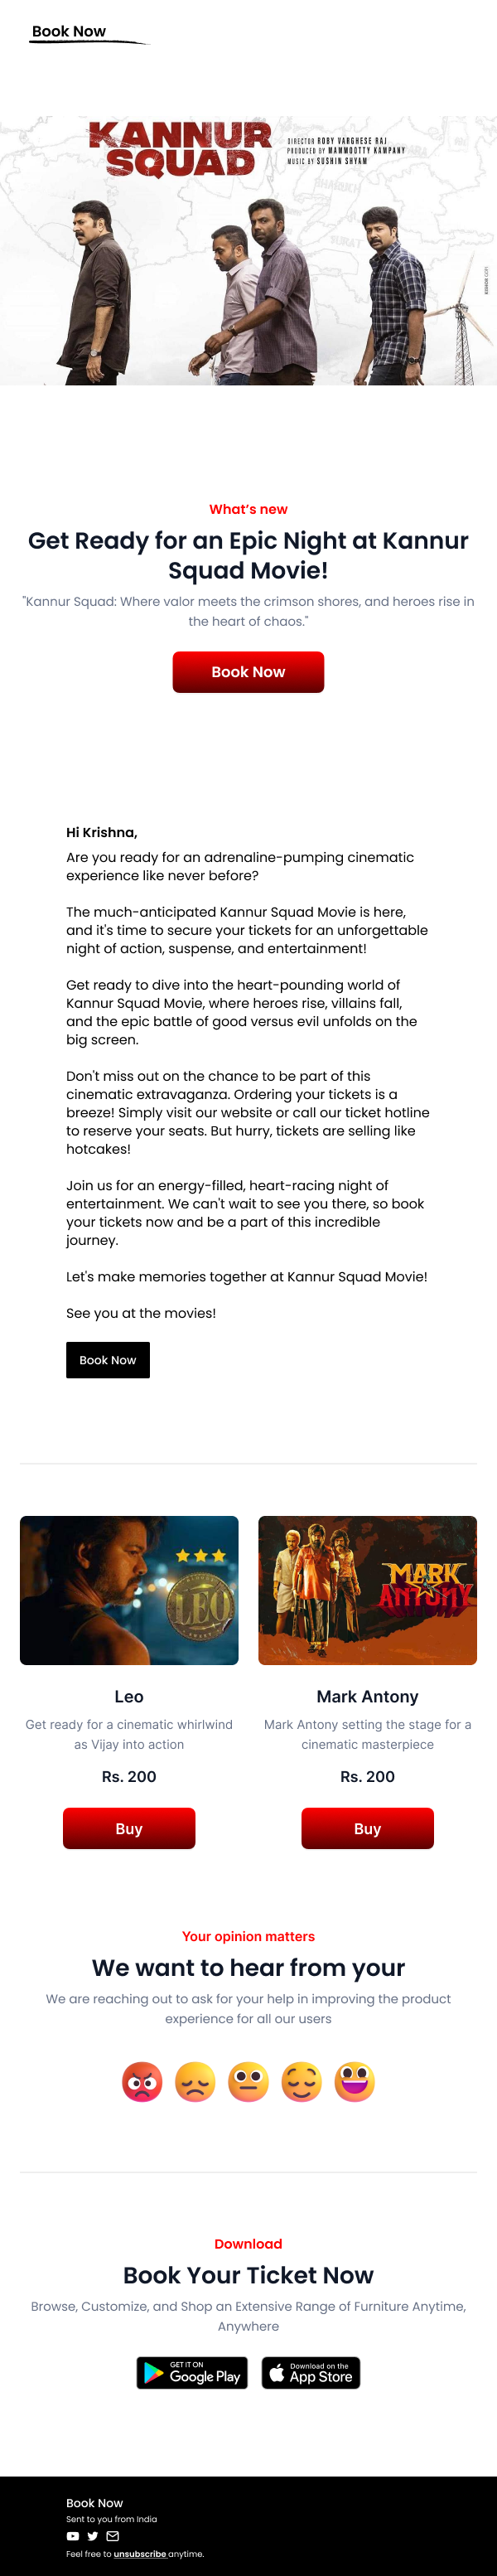 Book Now
KANNUR
SQUAD
DIRECTOR ROBY VARGHESE RAJ
PRODUCED BY MAMMOOTTY KAMPANY
MUSIC BY SUSHIN SHYAM
BHARUCH
SURAT
What's new
Get Ready for an Epic Night at Kannur
Squad Movie!
"Kannur Squad: Where valor meets the crimson shores, and heroes rise in
the heart of chaos."
Book Now
Hi Krishna,
Are you ready for an adrenaline-pumping cinematic
experience like never before?
The much-anticipated Kannur Squad Movie is here,
and it's time to secure your tickets for an unforgettable
night of action, suspense, and entertainment!
Get ready to dive into the heart-pounding world of
Kannur Squad Movie, where heroes rise, villains fall,
and the epic battle of good versus evil unfolds on the
big screen.
Don't miss out on the chance to be part of this
cinematic extravaganza. Ordering your tickets is a
breeze! Simply visit our website or call our ticket hotline
to reserve your seats. But hurry, tickets are selling like
hotcakes!
Join us for an energy-filled, heart-racing night of
entertainment. We can't wait to see you there, so book
your tickets now and be a part of this incredible
journey.
Let's make memories together at Kannur Squad Movie!
See you at the movies!
Book Now
LEO
MARK
ANTONY
Leo
Get ready for a cinematic whirlwind
as Vijay into action
Rs. 200
Buy
Mark Antony
Mark Antony setting the stage for a
cinematic masterpiece
Rs. 200
Buy
Your opinion matters
We want to hear from your
We are reaching out to ask for your help in improving the product
experience for all our users
Download
Book Your Ticket Now
Browse, Customize, and Shop an Extensive Range of Furniture Anytime,
Anywhere
GET IT ON
Google Play
Download on the
App Store
Book Now
Sent to you from India
Feel free to unsubscribe anytime.